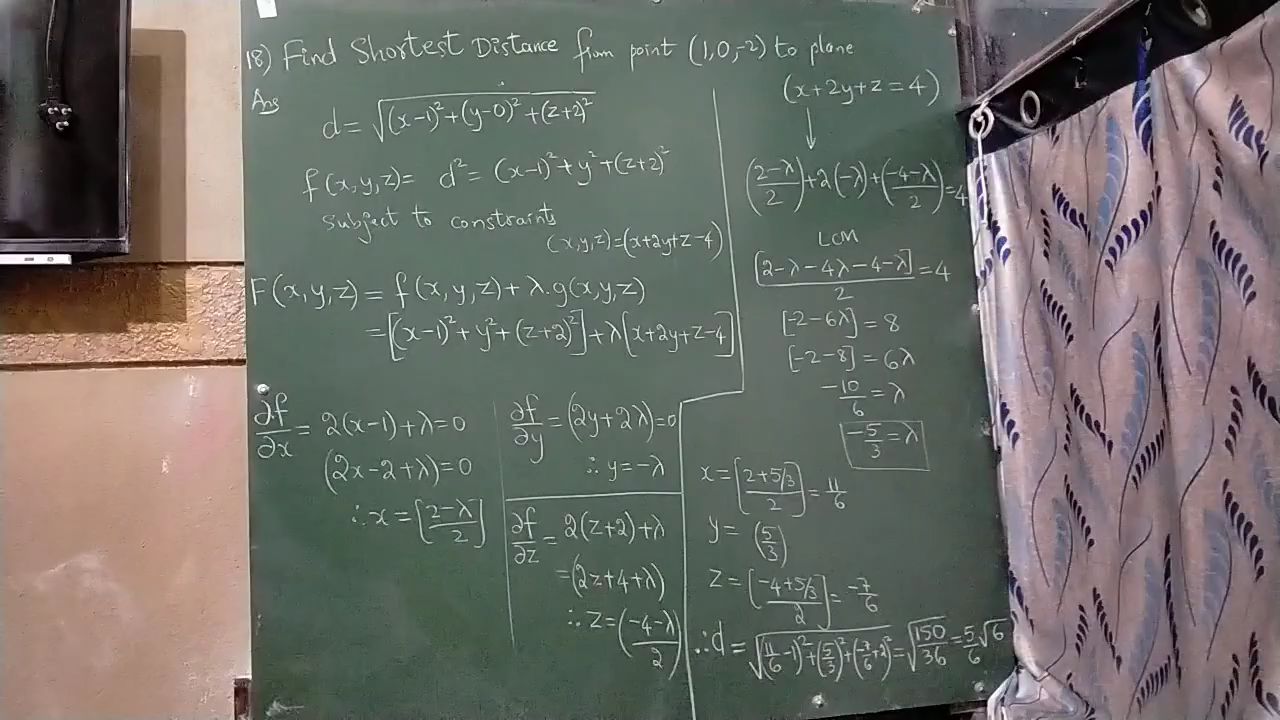 18) Find Shortest Distance from point (1,0,-2) to plane
(x+2y+z=4)
Ans
d = √(x-1)²+(y-0)²+(z+2)²
f(x,y,z)= d² = (x-1)²+y²+(z+2)²
subject to constraints
(x,y,z)=(x+2y+z-4)
F(x,y,z) = f(x,y,z)+λ.g(x,y,z)
=[(x-1)²+y²+(z+2)²]+λ[x+2y+z-4]
∂f/∂x = 2(x-1)+λ=0
(2x-2+λ)=0
∴x=[2-λ/2]
∂f/∂y =(2y+2λ)=0
∴ y=-λ
∂f/∂z = 2(z+2)+λ
=(2z+4+λ)
∴ z=(-4-λ/2)
↓
(2-λ/2)+2(-λ)+(-4-λ/2)=4
LCM
[2-λ-4λ-4-λ]/2 =4
[-2-6λ]=8
[-2-8]=6λ
-10/6=λ
-5/3=λ
x=[2+5/3/2]=11/6
y=(5/3)
z=[-4+5/3/2]=-7/6
∴d=√(11/6-1)²+(5/3)²+(-7/6+2)²=√150/36=5/6√6